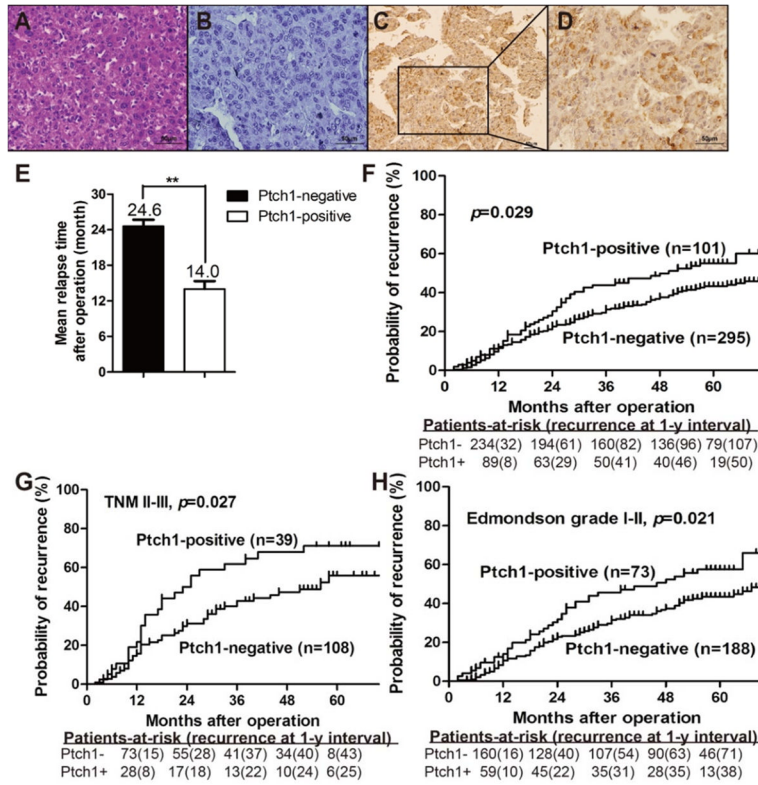 A
B
C
D
50μm
50μm
E
Mean relapse time
after operation (month)
30
24
18
12
6
0
24.6
14.0
**
Ptch1-negative
Ptch1-positive
F
Probability of recurrence (%)
100
80
60
40
20
0
p=0.029
Ptch1-positive (n=101)
Ptch1-negative (n=295)
0 12 24 36 48 60
Months after operation
Patients-at-risk (recurrence at 1-y interval)
Ptch1- 234(32) 194(61) 160(82) 136(96) 79(107)
Ptch1+ 89(8) 63(29) 50(41) 40(46) 19(50)
G
Probability of recurrence (%)
100
80
60
40
20
0
TNM II-III, p=0.027
Ptch1-positive (n=39)
Ptch1-negative (n=108)
0 12 24 36 48 60
Months after operation
Patients-at-risk (recurrence at 1-y interval)
Ptch1- 73(15) 55(28) 41(37) 34(40) 8(43)
Ptch1+ 28(8) 17(18) 13(22) 10(24) 6(25)
H
Probability of recurrence (%)
100
80
60
40
20
0
Edmondson grade I-II, p=0.021
Ptch1-positive (n=73)
Ptch1-negative (n=188)
0 12 24 36 48 60
Months after operation
Patients-at-risk (recurrence at 1-y interval)
Ptch1- 160(16) 128(40) 107(54) 90(63) 46(71)
Ptch1+ 59(10) 45(22) 35(31) 28(35) 13(38)